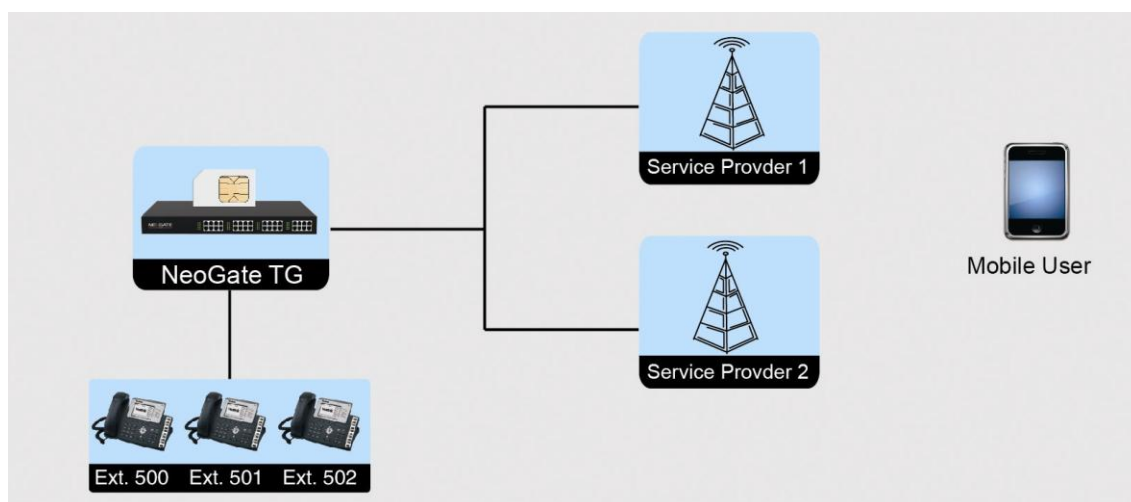 Service Provder 1
NeoGate TG
Mobile User
Service Provder 2
Ext. 500 Ext. 501 Ext. 502